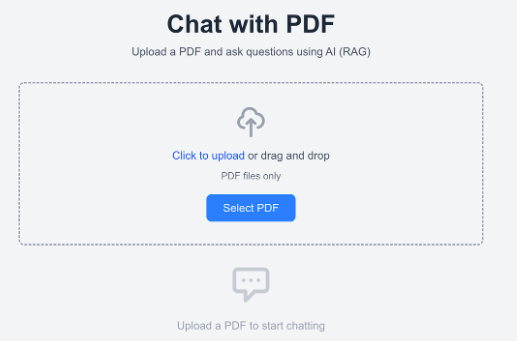 Chat with PDF
Upload a PDF and ask questions using AI (RAG)
Click to upload or drag and drop
PDF files only
Select PDF
Upload a PDF to start chatting